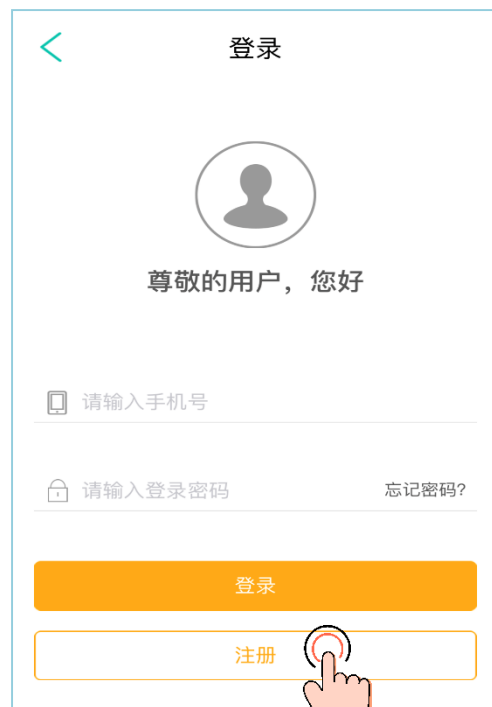 登录
尊敬的用户，您好
请输入手机号
请输入登录密码 忘记密码?
登录
注册